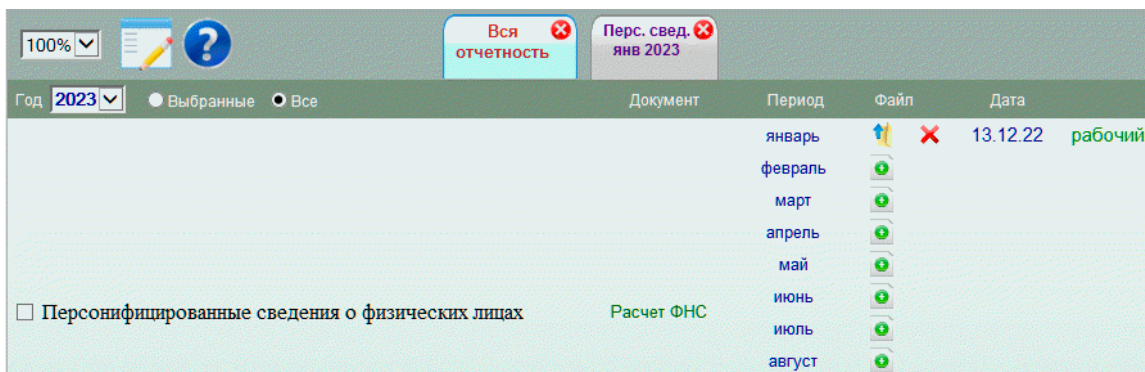 100%
Вся отчетность
Перс. свед. янв 2023
Год 2023 Выбранные Все Документ Период Файл Дата
январь 13.12.22 рабочий
февраль
март
апрель
май
июнь
Персонифицированные сведения о физических лицах Расчет ФНС
июль
август